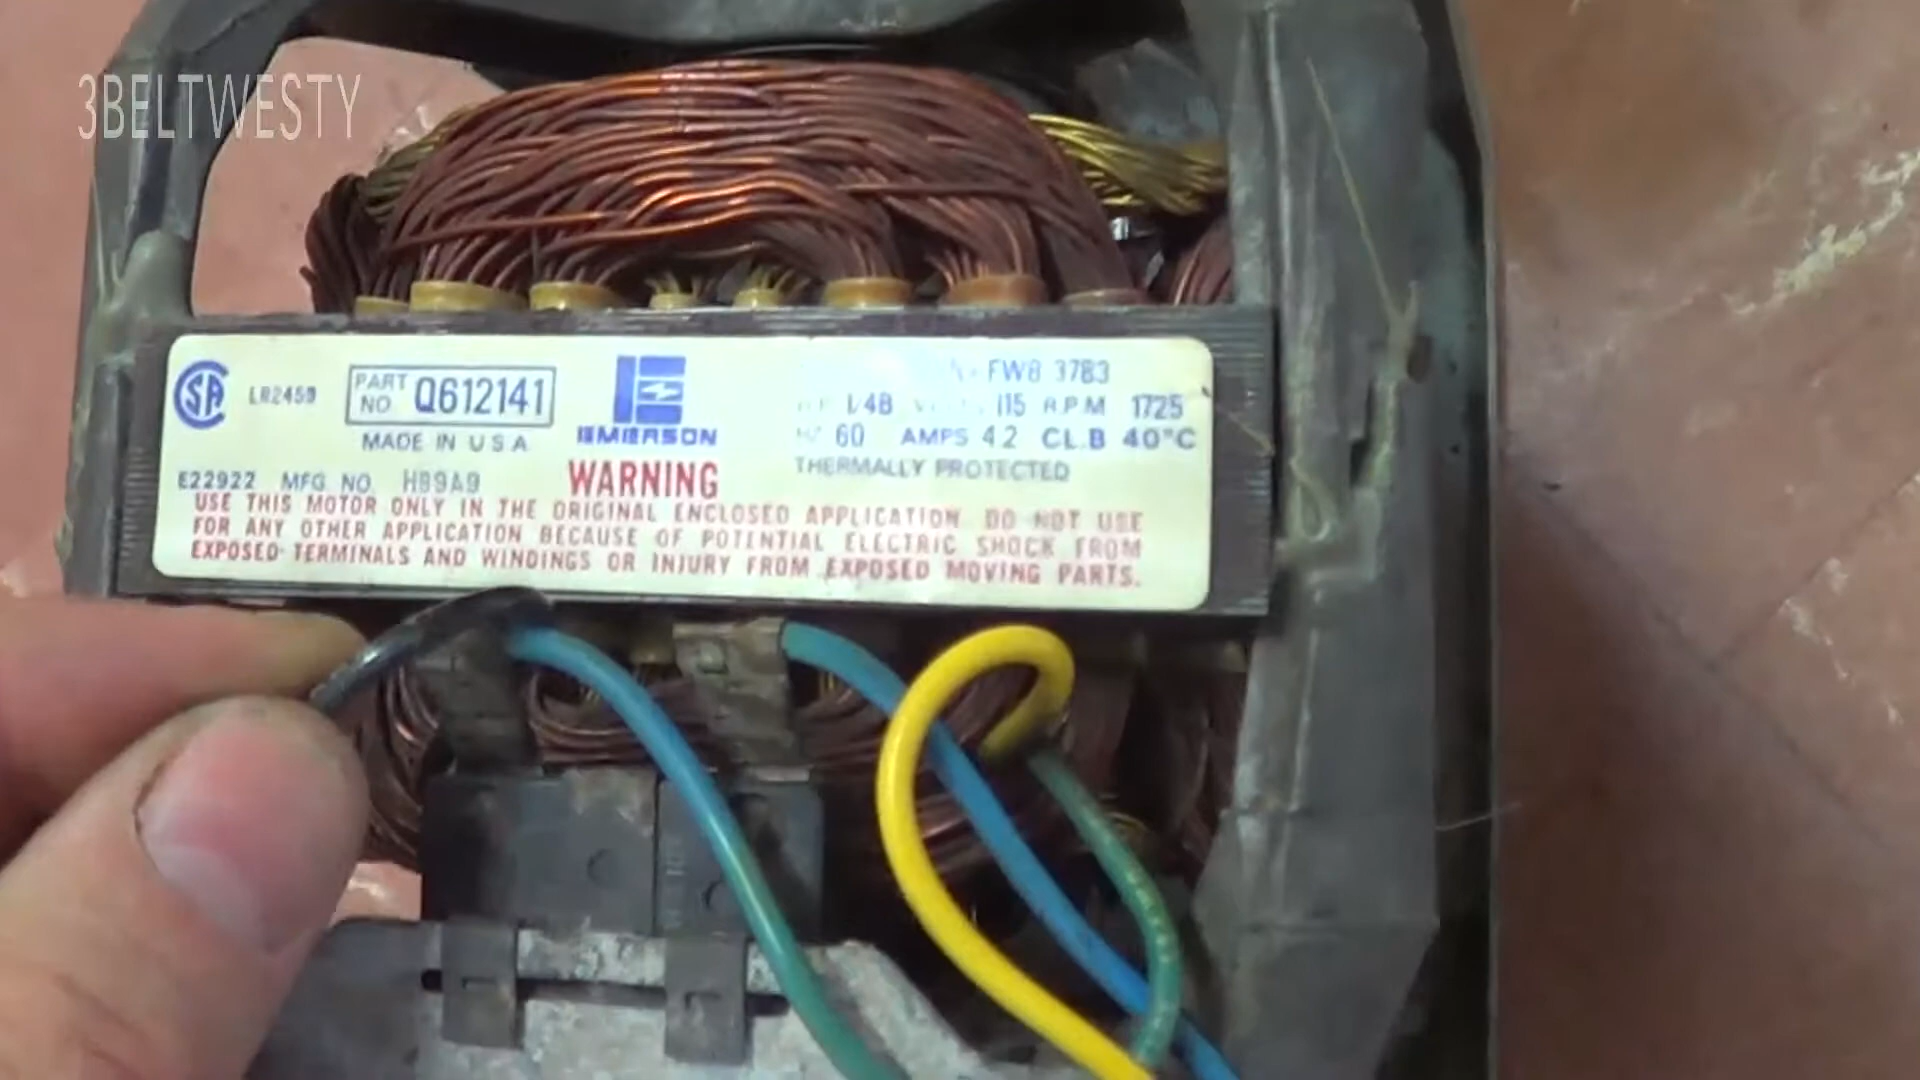 3BELTWESTY
CSA LR2459 PART NO Q612141
MADE IN U S A
E22922 MFG NO. H89A9
EMERSON
WARNING
FW8 3783
1/4B 115 R.P.M 1725
HZ 60 AMPS 4.2 CL.B 40°C
THERMALLY PROTECTED
USE THIS MOTOR ONLY IN THE ORIGINAL ENCLOSED APPLICATION. DO NOT USE
FOR ANY OTHER APPLICATION BECAUSE OF POTENTIAL ELECTRIC SHOCK FROM
EXPOSED TERMINALS AND WINDINGS OR INJURY FROM EXPOSED MOVING PARTS.